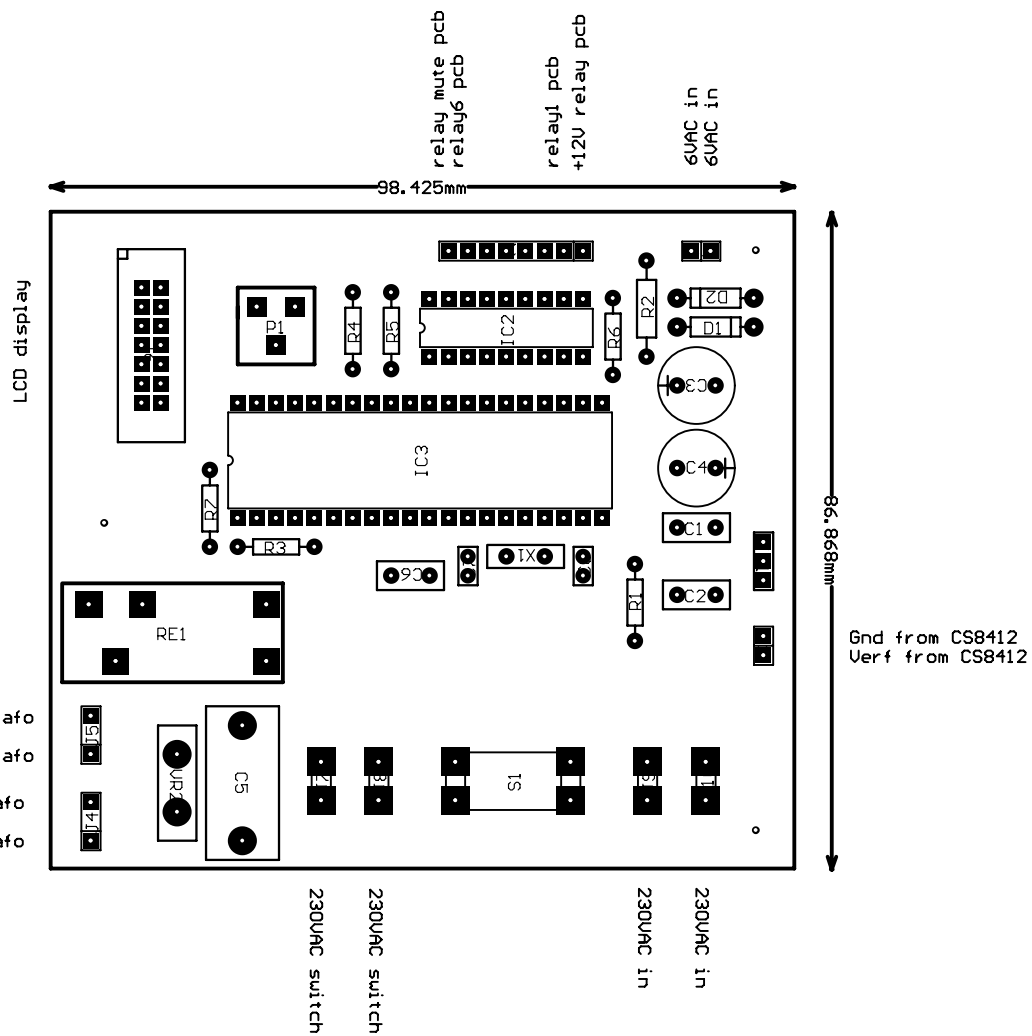 relay mute pcb
relay6 pcb
relay1 pcb
+12V relay pcb
6VAC in
6VAC in
98.425mm
LCD display
P1
R4
R5
IC2
R6
R2
D2
D1
C3
IC3
C4
R7
R3
C6
X1
C1
R1
C2
86.868mm
RE1
Gnd from CS8412
Verf from CS8412
afo
J5
afo
afo
J4
afo
VR2
C5
S1
230VAC switch
230VAC switch
230VAC in
230VAC in